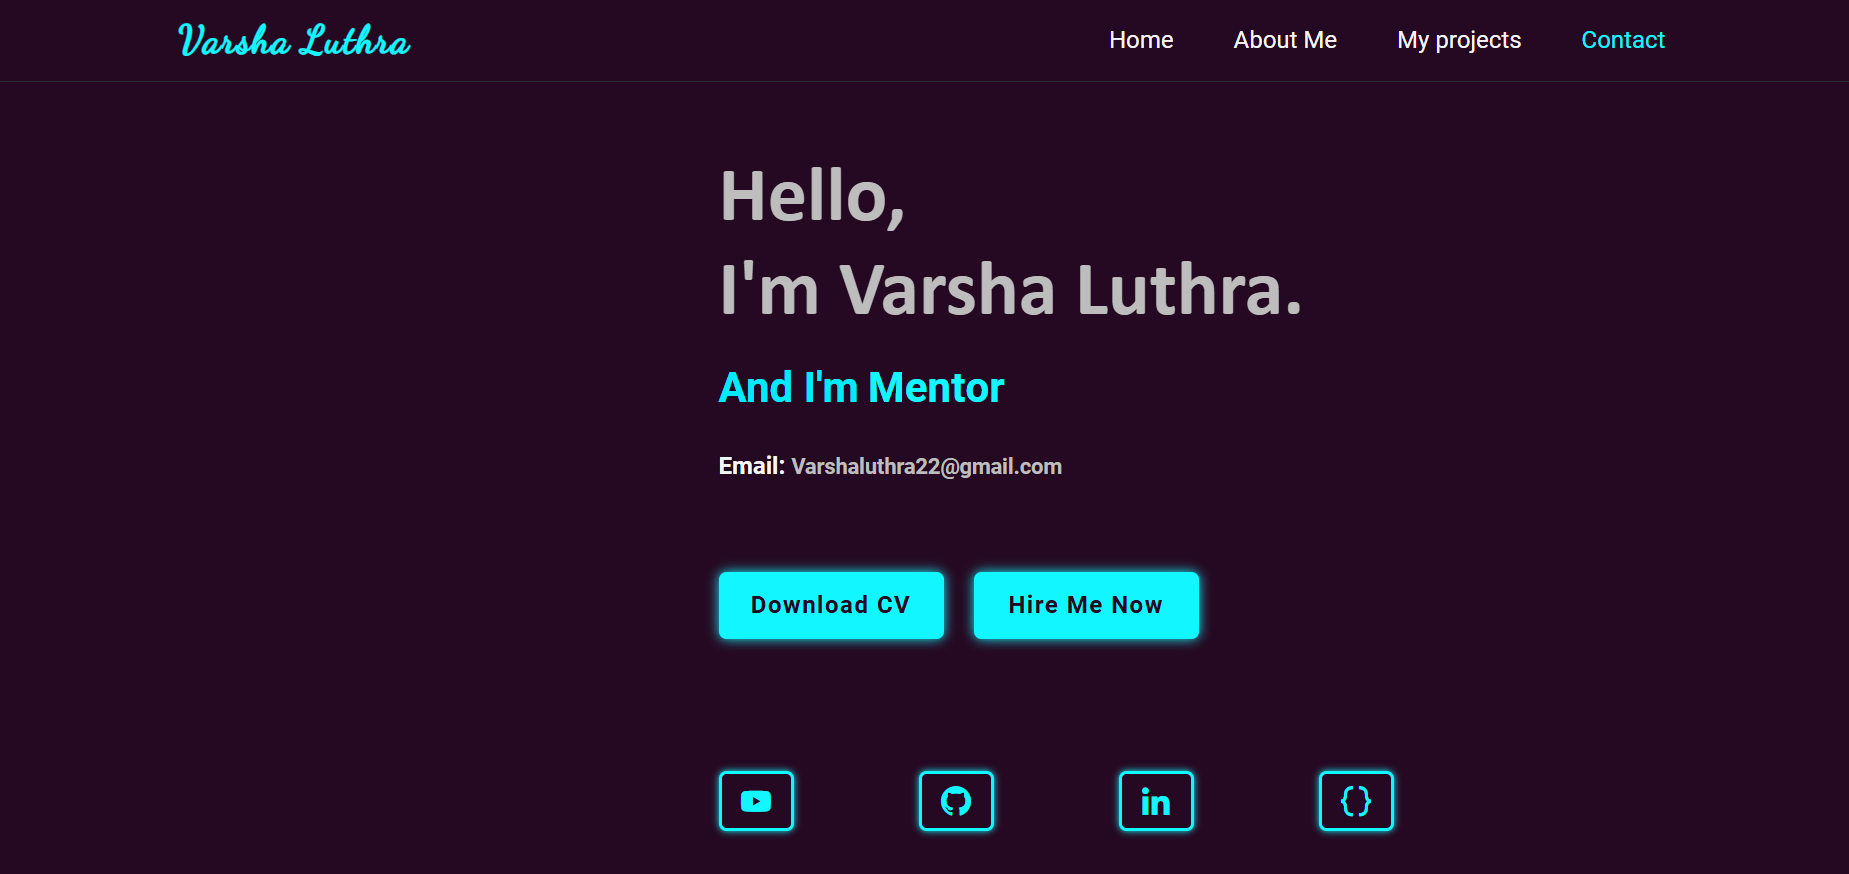 Varsha Luthra
Home About Me My projects Contact
Hello,
I'm Varsha Luthra.
And I'm Mentor
Email: Varshaluthra22@gmail.com
Download CV Hire Me Now
in
{}